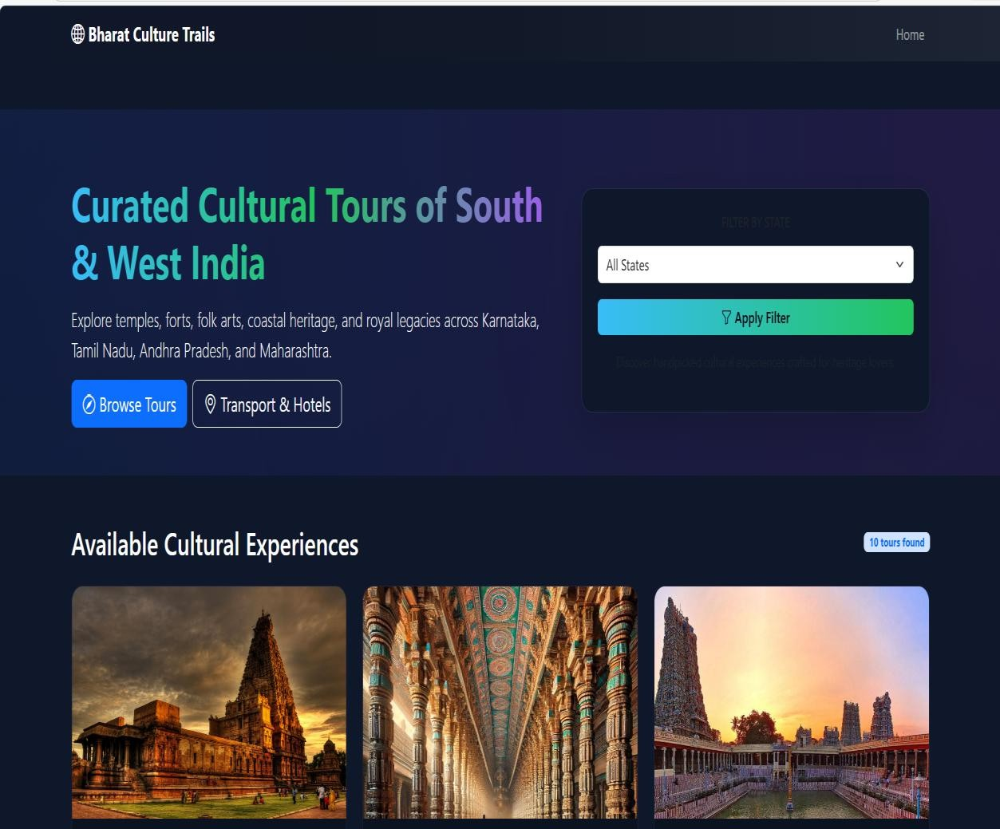 Bharat Culture Trails
Home
Curated Cultural Tours of South
& West India
Explore temples, forts, folk arts, coastal heritage, and royal legacies across Karnataka,
Tamil Nadu, Andhra Pradesh, and Maharashtra.
Browse Tours
Transport & Hotels
FILTER BY STATE
All States
Apply Filter
Discover handpicked cultural experiences crafted for heritage lovers.
Available Cultural Experiences
10 tours found